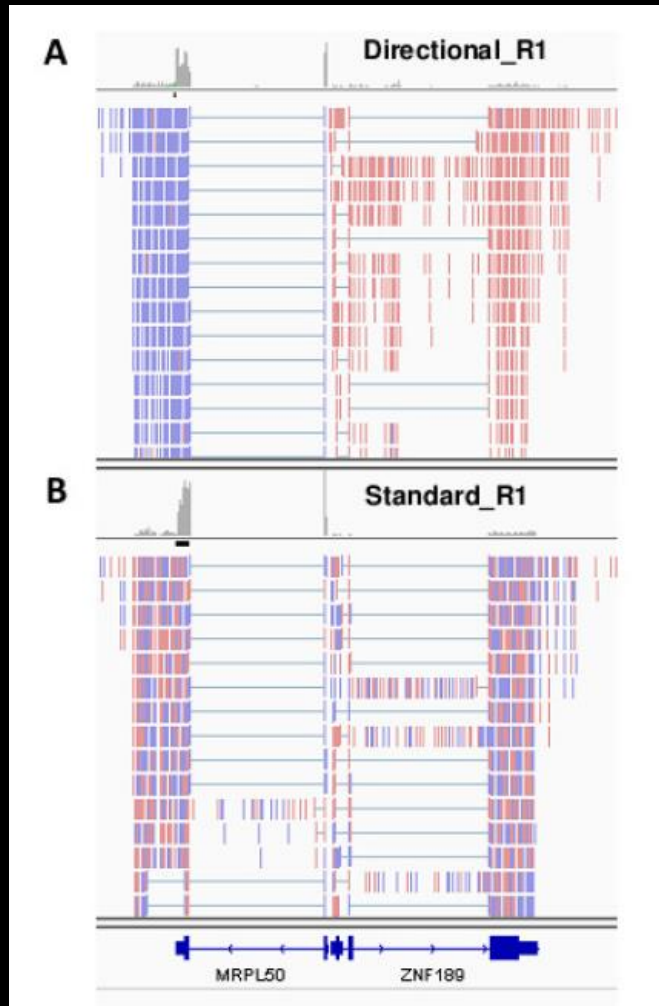 A
Directional_R1
B
Standard_R1
MRPL50
ZNF189